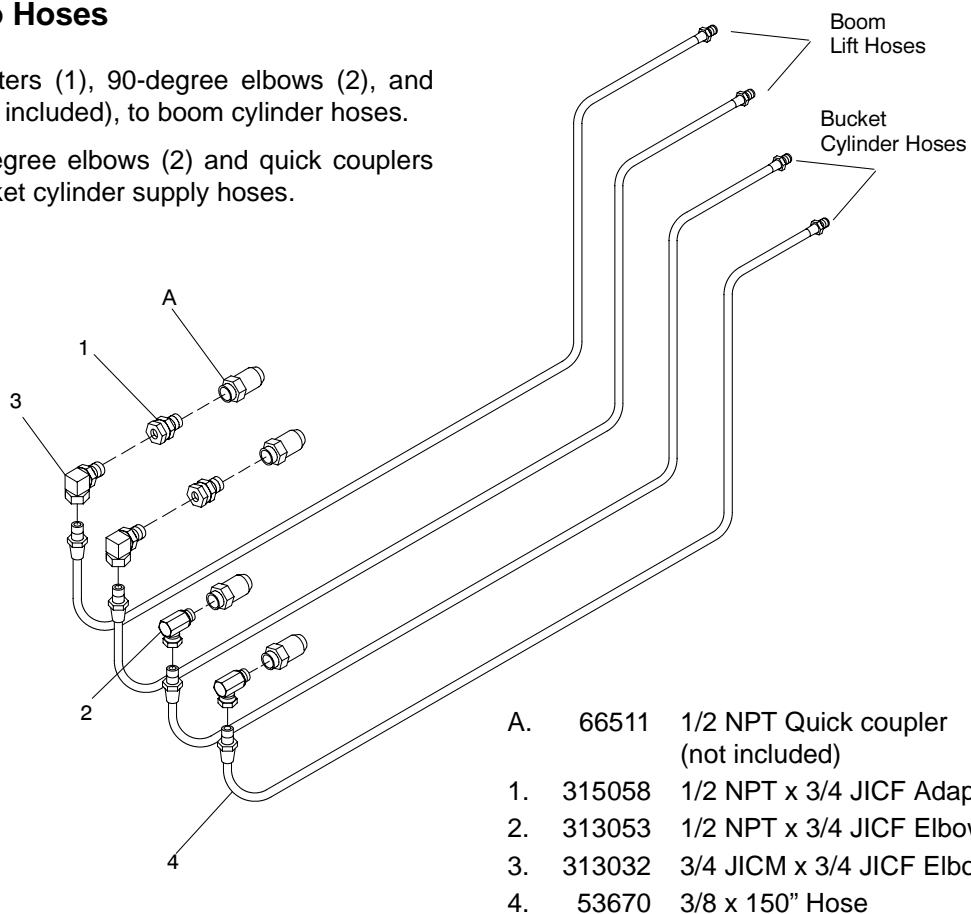 Hoses
ters (1), 90-degree elbows (2), and
included), to boom cylinder hoses.
egree elbows (2) and quick couplers
ket cylinder supply hoses.
Boom
Lift Hoses
Bucket
Cylinder Hoses
A
1
3
2
4
A. 66511 1/2 NPT Quick coupler
(not included)
1. 315058 1/2 NPT x 3/4 JICF Adap
2. 313053 1/2 NPT x 3/4 JICF Elbow
3. 313032 3/4 JICM x 3/4 JICF Elbo
4. 53670 3/8 x 150” Hose